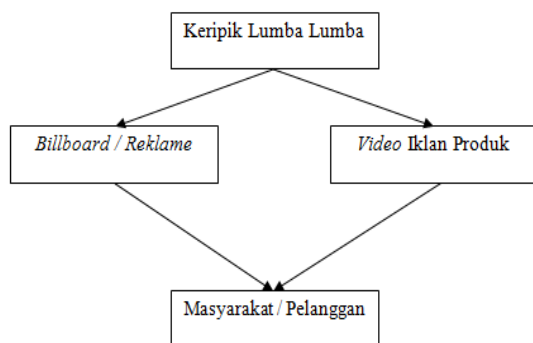 Keripik Lumba Lumba
Billboard / Reklame
Video Iklan Produk
Masyarakat / Pelanggan